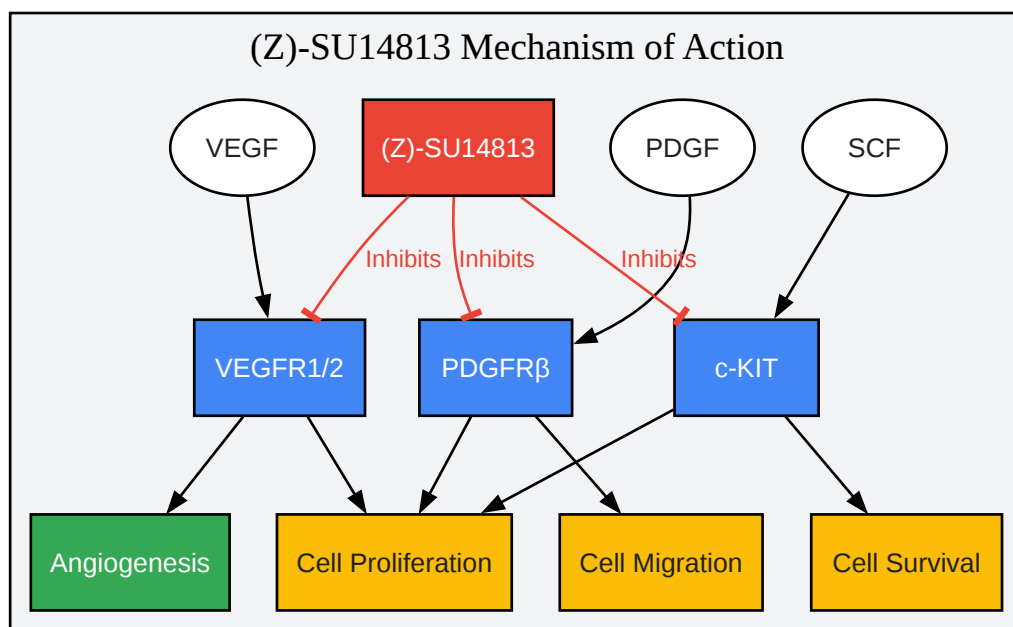 (Z)-SU14813 Mechanism of Action
VEGF
(Z)-SU14813
PDGF
SCF
Inhibits
Inhibits
Inhibits
VEGFR1/2
PDGFRβ
c-KIT
Angiogenesis
Cell Proliferation
Cell Migration
Cell Survival